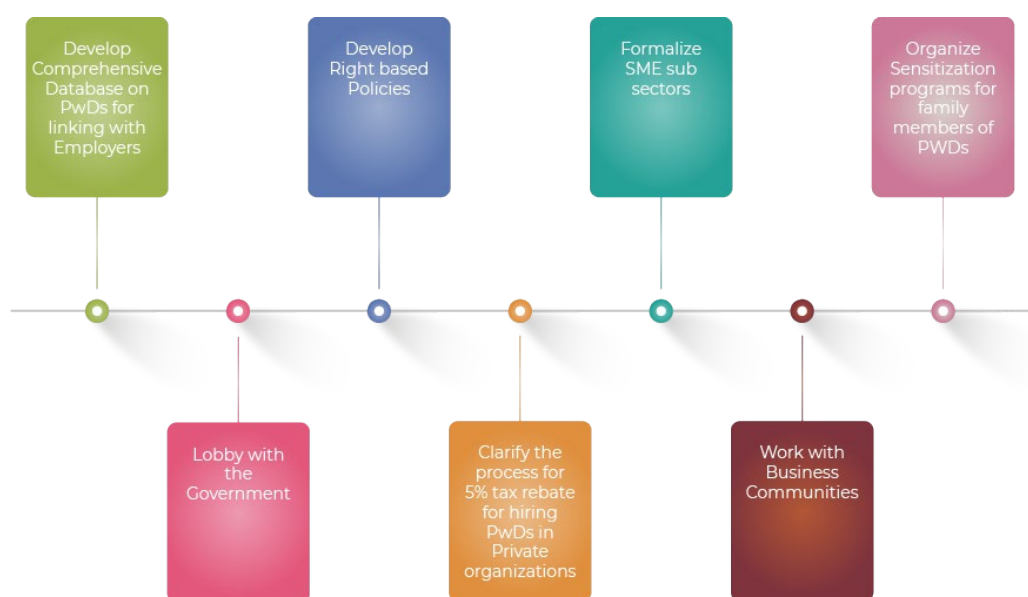 Develop
Comprehensive
Database on
PwDs for
linking with
Employers
Lobby with
the
Government
Develop
Right based
Policies
Clarify the
process for
5% tax rebate
for hiring
PwDs in
Private
organizations
Formalize
SME sub
sectors
Work with
Business
Communities
Organize
Sensitization
programs for
family
members of
PWDs